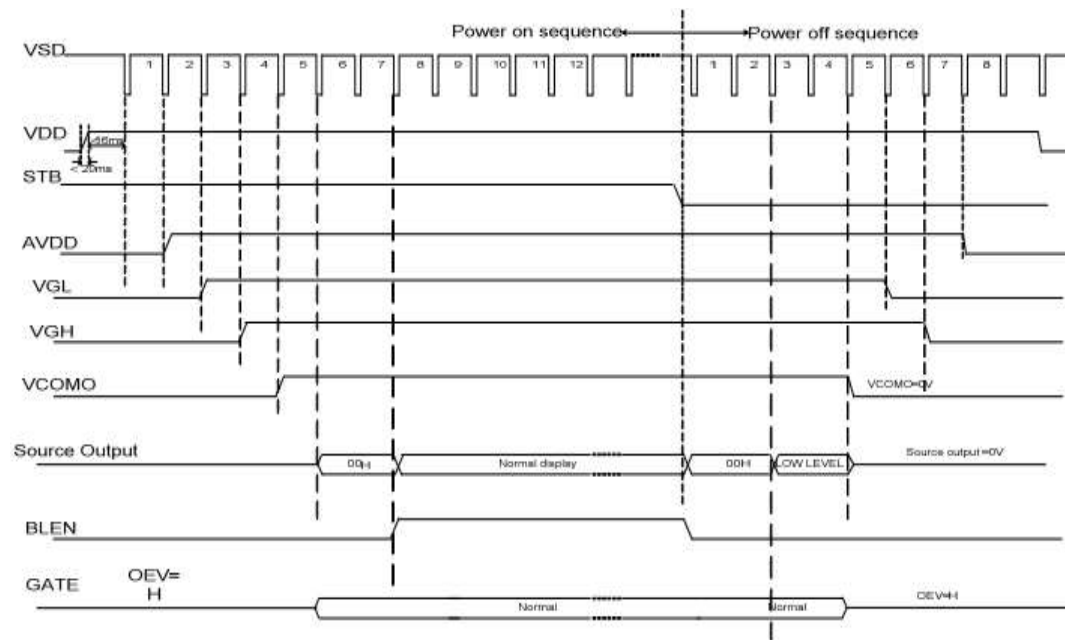 Power on sequence
Power off sequence
VSD
1 2 3 4 5 6 7 8 9 10 11 12 1 2 3 4 5 6 7 8
VDD
<16ms
< 20ms
STB
AVDD
VGL
VGH
VCOMO
VCOMO=0V
Source Output
00H
Normal display
00H
LOW LEVEL
Source output=0V
BLEN
GATE
OEV=
H
Normal
Normal
OEV=H